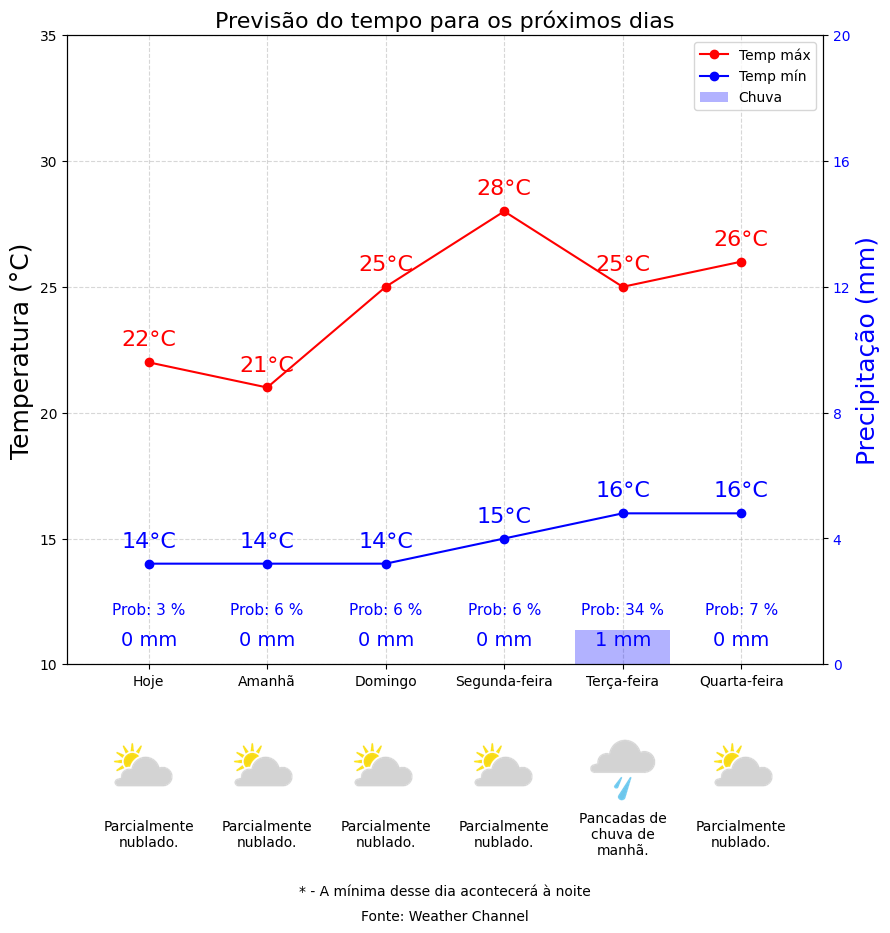 Previsão do tempo para os próximos dias
Temp máx
Temp mín
Chuva
Temperatura (°C)
35
30
25
20
15
10
Precipitação (mm)
20
16
12
8
4
0
22°C
21°C
25°C
28°C
25°C
26°C
14°C
14°C
14°C
15°C
16°C
16°C
Prob: 3 %
Prob: 6 %
Prob: 6 %
Prob: 6 %
Prob: 34 %
Prob: 7 %
0 mm
0 mm
0 mm
0 mm
1 mm
0 mm
Hoje
Amanhã
Domingo
Segunda-feira
Terça-feira
Quarta-feira
Parcialmente
nublado.
Parcialmente
nublado.
Parcialmente
nublado.
Parcialmente
nublado.
Pancadas de
chuva de
manhã.
Parcialmente
nublado.
* - A mínima desse dia acontecerá à noite
Fonte: Weather Channel